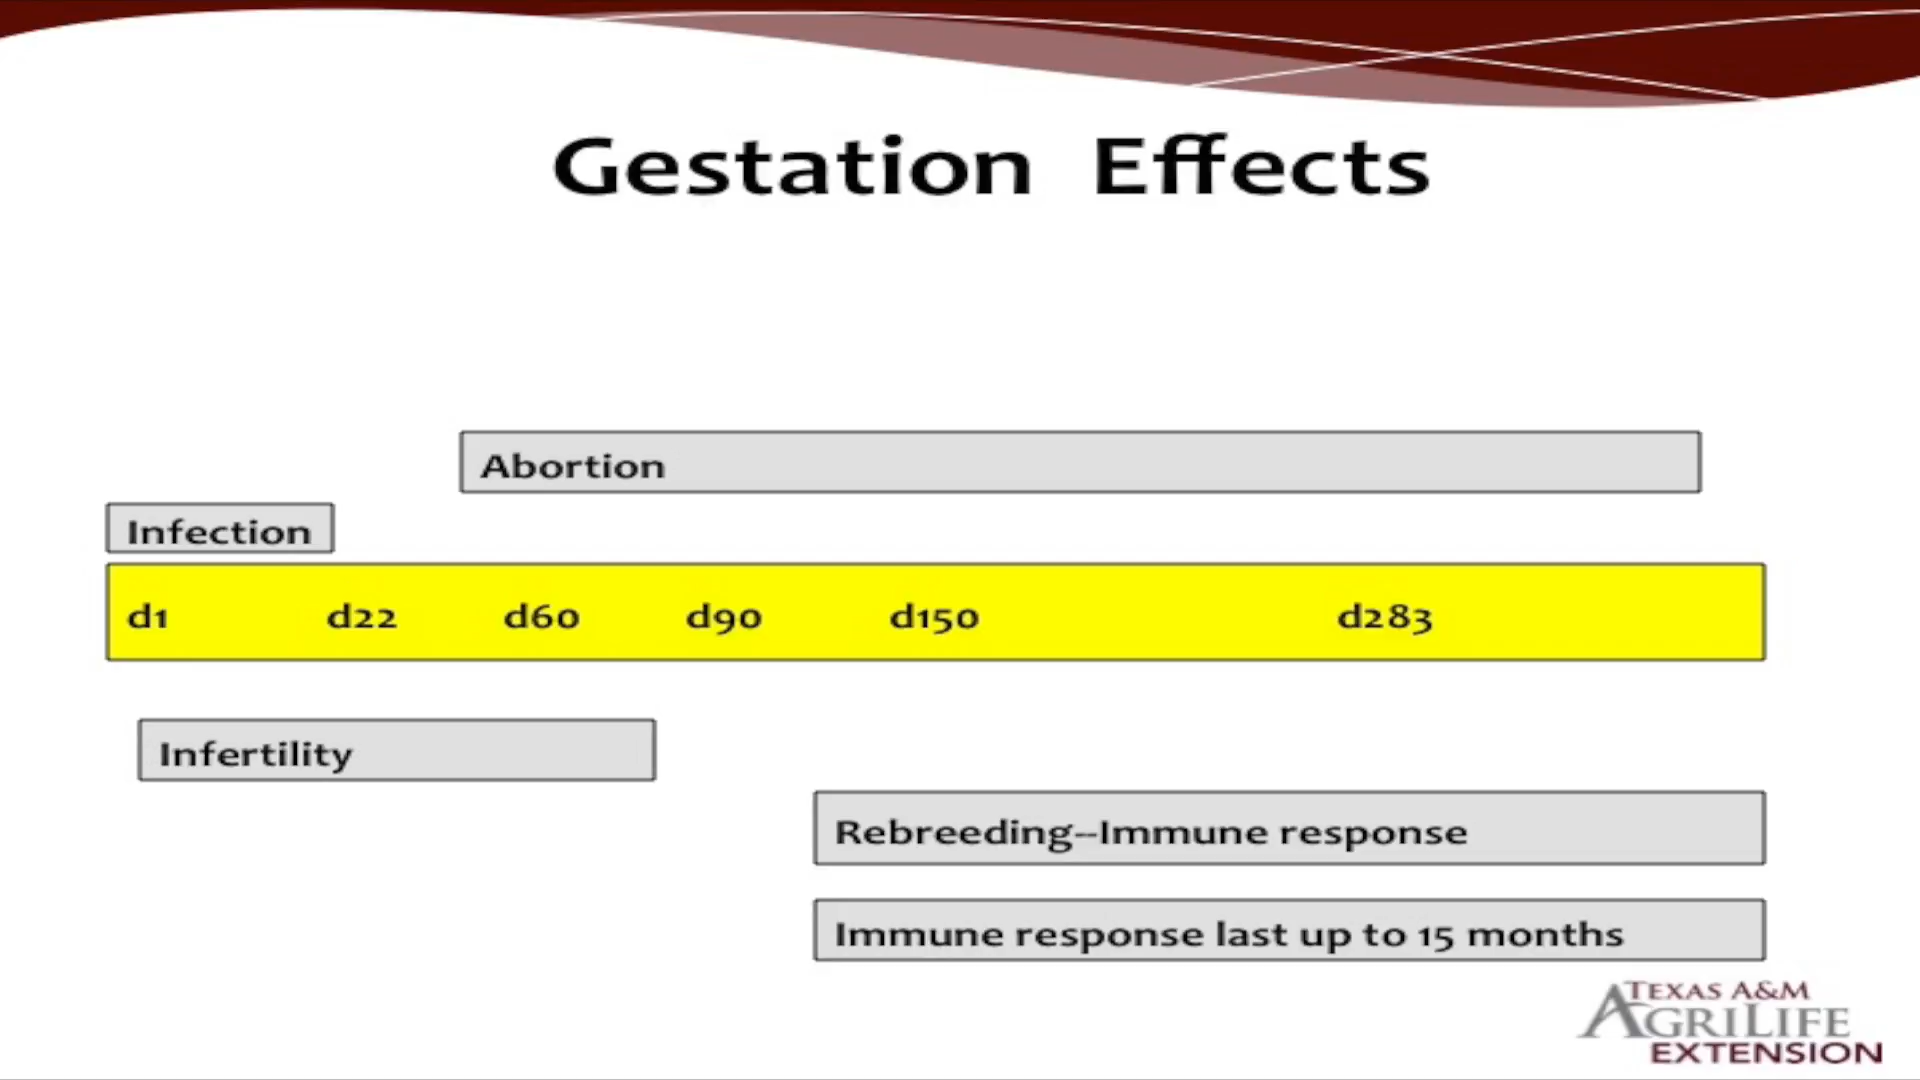 Gestation Effects
Abortion
Infection
d1 d22 d60 d90 d150 d283
Infertility
Rebreeding--Immune response
Immune response last up to 15 months
TEXAS A&M
AGRILIFE
EXTENSION